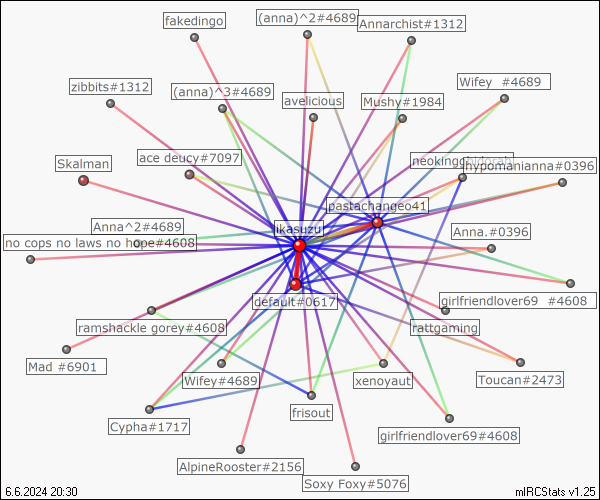 fakedingo
(anna)^2#4689
Annarchist#1312
zibbits#1312
(anna)^3#4689
avelicious
Mushy#1984
Wifey #4689
Skalman
ace deucy#7097
hypomanianna#0396
pastachangeo41
Anna^2#4689
likasuzu
Anna.#0396
no cops no laws no hope#4608
default#0617
girlfriendlover69 #4608
ramshackle gorey#4608
rattgaming
Mad #6901
Wifey#4689
xenoyaut
Toucan#2473
frisout
Cypha#1717
girlfriendlover69#4608
AlpineRooster#2156
Soxy Foxy#5076
6.6.2024 20:30
mIRCStats v1.25